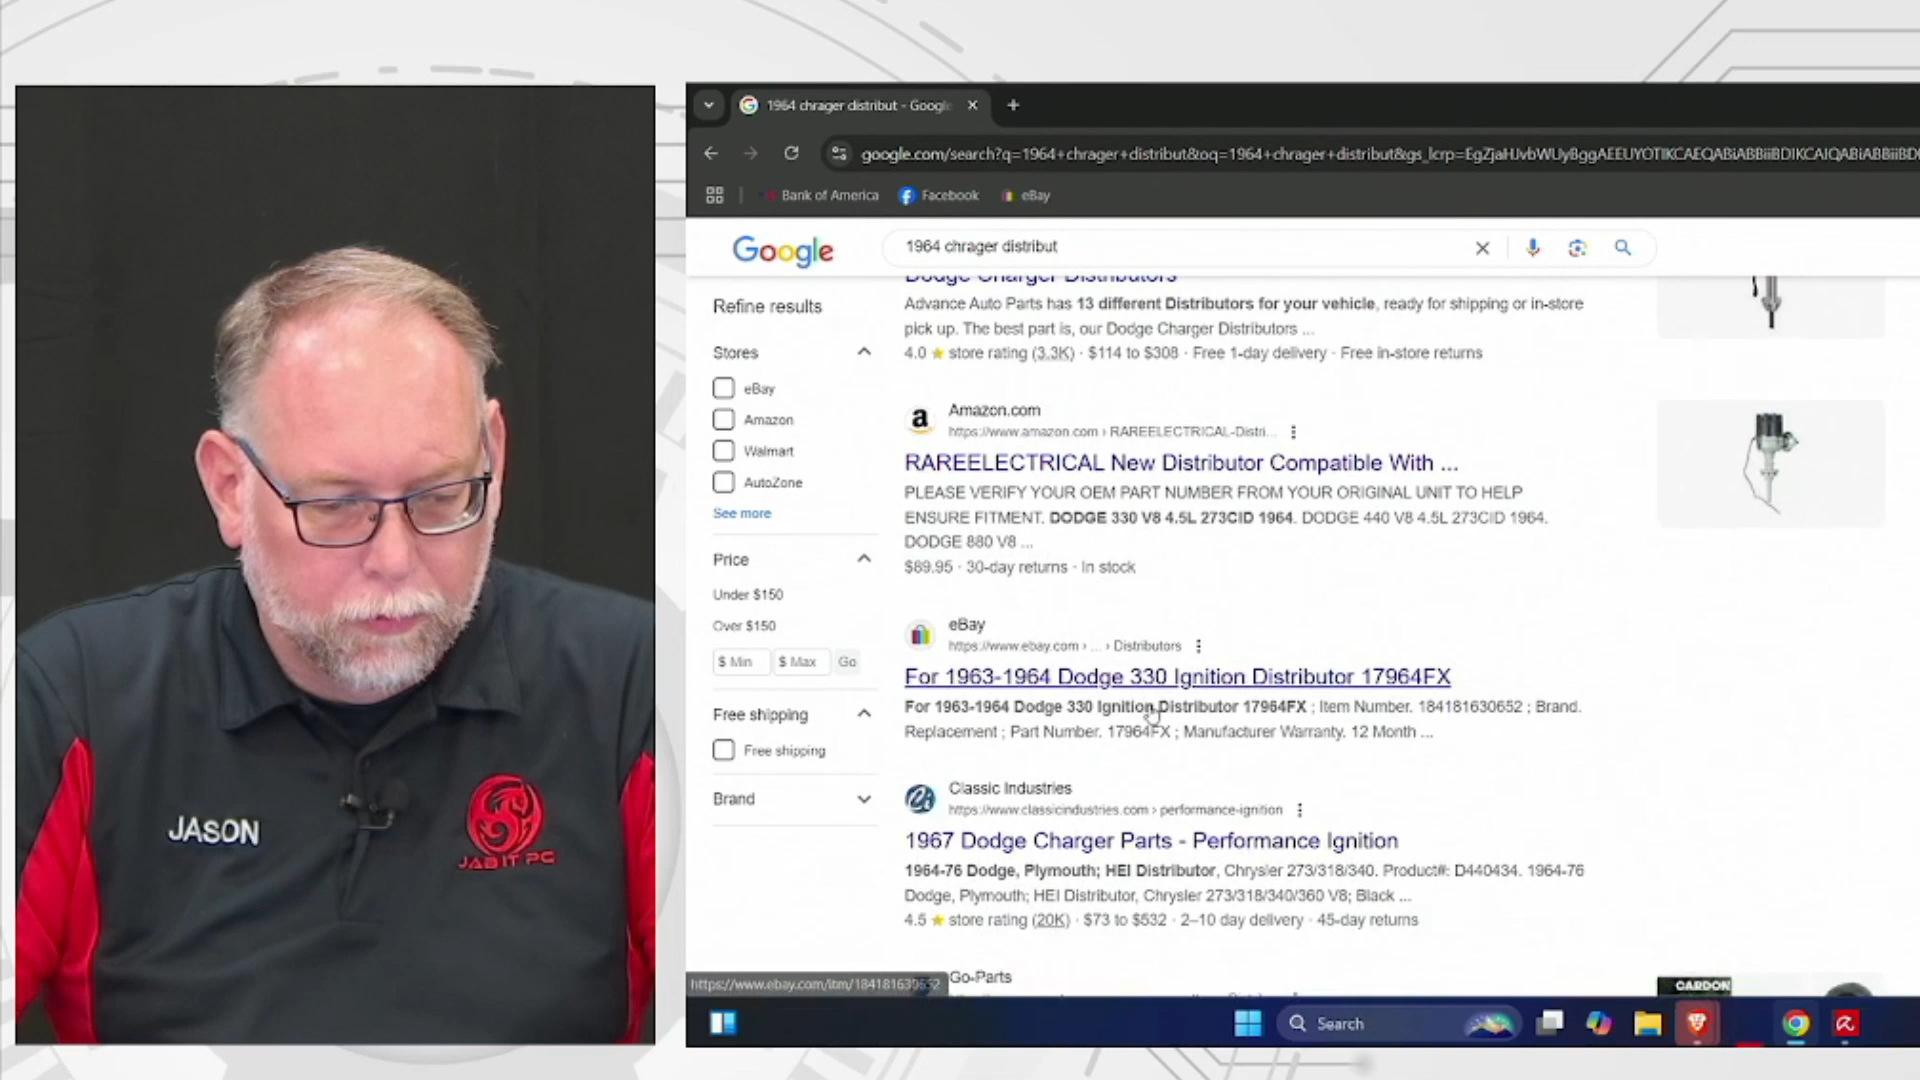 1964 chrager distribut - Google
google.com/search?q=1964+chrager+distribut&oq=1964+chrager+distribut&gs_lcrp=
Bank of America
Facebook
eBay
Google
1964 chrager distribut
Refine results
Stores
eBay
Amazon
Walmart
AutoZone
See more
Price
Under $150
Over $150
$ Min
$ Max
Go
Free shipping
Free shipping
Brand
Dodge Charger Distributors
Advance Auto Parts has 13 different Distributors for your vehicle, ready for shipping or in-store
pick up. The best part is, our Dodge Charger Distributors ...
4.0 ★ store rating (3.3K) · $114 to $308 · Free 1-day delivery · Free in-store returns
Amazon.com
https://www.amazon.com › RAREELECTRICAL-Distri...
RAREELECTRICAL New Distributor Compatible With ...
PLEASE VERIFY YOUR OEM PART NUMBER FROM YOUR ORIGINAL UNIT TO HELP
ENSURE FITMENT. DODGE 330 V8 4.5L 273CID 1964. DODGE 440 V8 4.5L 273CID 1964.
DODGE 880 V8 ...
$89.95 · 30-day returns · In stock
eBay
https://www.ebay.com › ... › Distributors
For 1963-1964 Dodge 330 Ignition Distributor 17964FX
For 1963-1964 Dodge 330 Ignition Distributor 17964FX ; Item Number. 184181630652 ; Brand.
Replacement ; Part Number. 17964FX ; Manufacturer Warranty. 12 Month ...
Classic Industries
https://www.classicindustries.com › performance-ignition
1967 Dodge Charger Parts - Performance Ignition
1964-76 Dodge, Plymouth; HEI Distributor, Chrysler 273/318/340. Product#: D440434. 1964-76
Dodge, Plymouth; HEI Distributor, Chrysler 273/318/340/360 V8; Black ...
4.5 ★ store rating (20K) · $73 to $532 · 2–10 day delivery · 45-day returns
Go-Parts
CARDON
https://www.ebay.com/itm/184181630652
Search
JASON
JAB IT PC